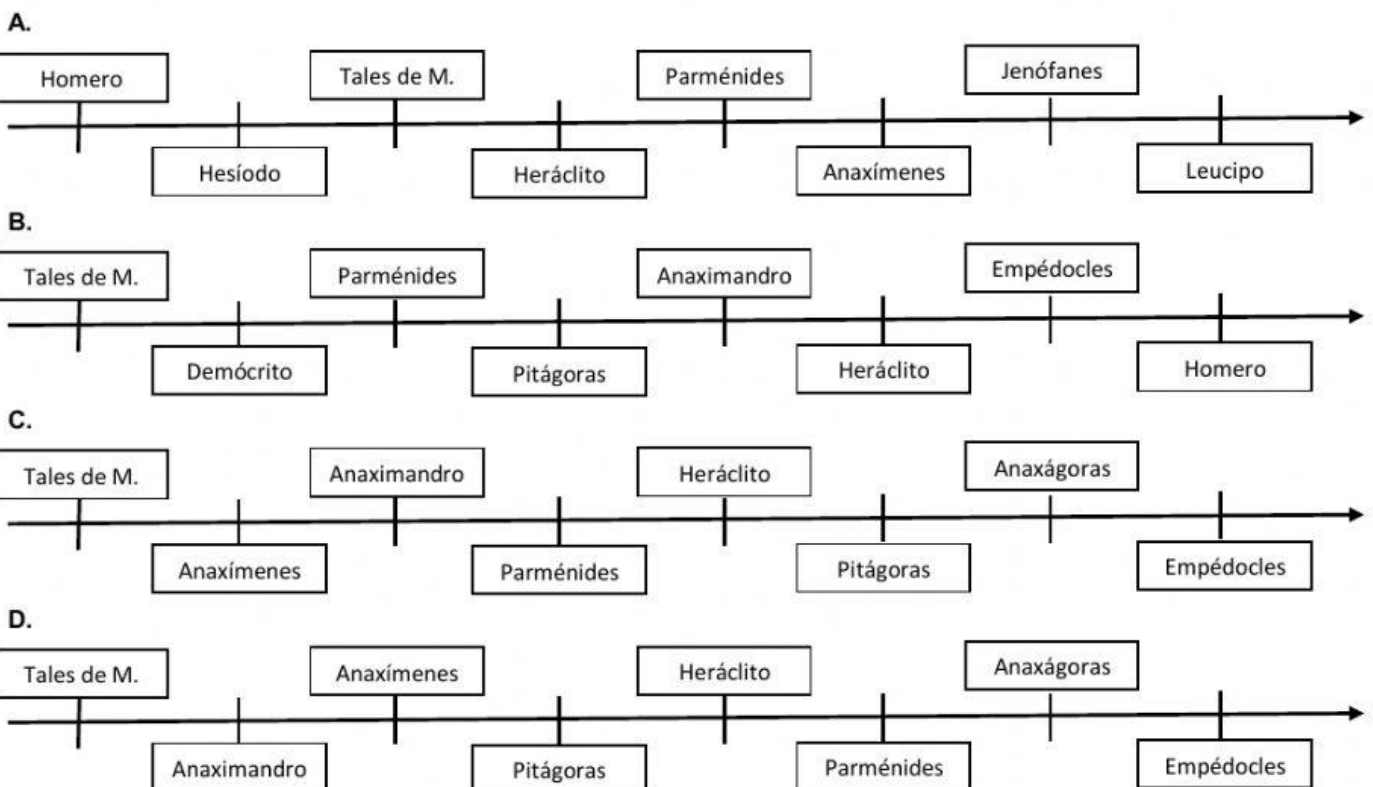 A.
Homero Tales de M. Parménides Jenófanes
Hesíodo Heráclito Anaxímenes Leucipo
B.
Tales de M. Parménides Anaximandro Empédocles
Demócrito Pitágoras Heráclito Homero
C.
Tales de M. Anaximandro Heráclito Anaxágoras
Anaxímenes Parménides Pitágoras Empédocles
D.
Tales de M. Anaxímenes Heráclito Anaxágoras
Anaximandro Pitágoras Parménides Empédocles